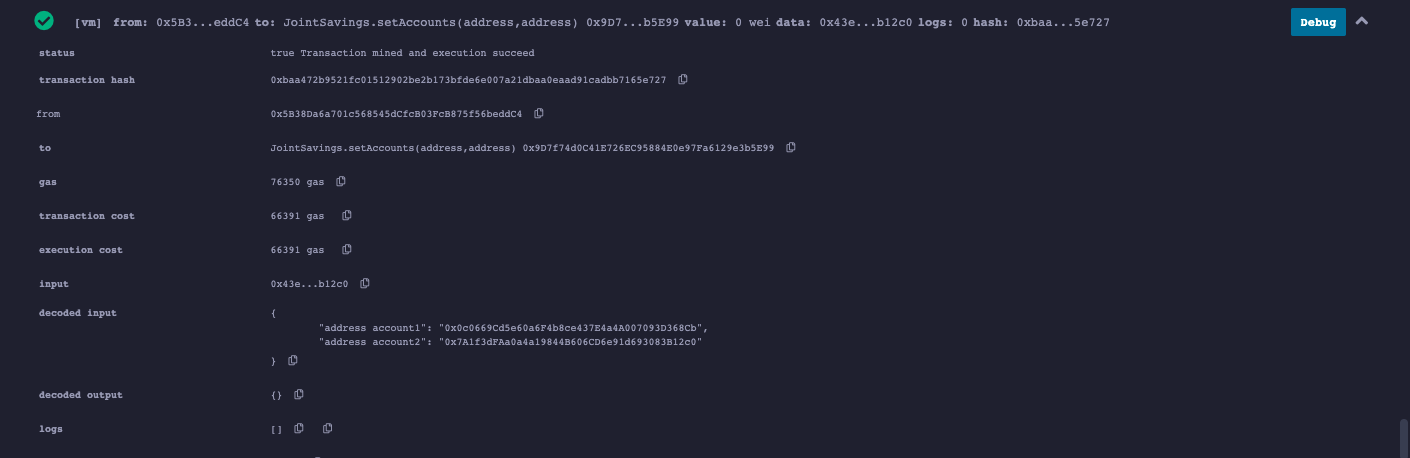 [vm] from: 0x5B3...eddC4 to: JointSavings.setAccounts(address,address) 0x9D7...b5E99 value: 0 wei data: 0x43e...b12c0 logs: 0 hash: 0xbaa...5e727 Debug
status true Transaction mined and execution succeed
transaction hash 0xbaa472b9521fc01512902be2b173bfde6e007a21dbaa0eaad91cadbb7165e727
from 0x5B38Da6a701c568545dCfcB03FcB875f56beddC4
to JointSavings.setAccounts(address,address) 0x9D7f74d0C41E726EC95884E0e97Fa6129e3b5E99
gas 76350 gas
transaction cost 66391 gas
execution cost 66391 gas
input 0x43e...b12c0
decoded input {
"address account1": "0x0c0669Cd5e60a6F4b8ce437E4a4A007093D368Cb",
"address account2": "0x7A1f3dFAa0a4a19844B606CD6e91d693083B12c0"
}
decoded output {}
logs []